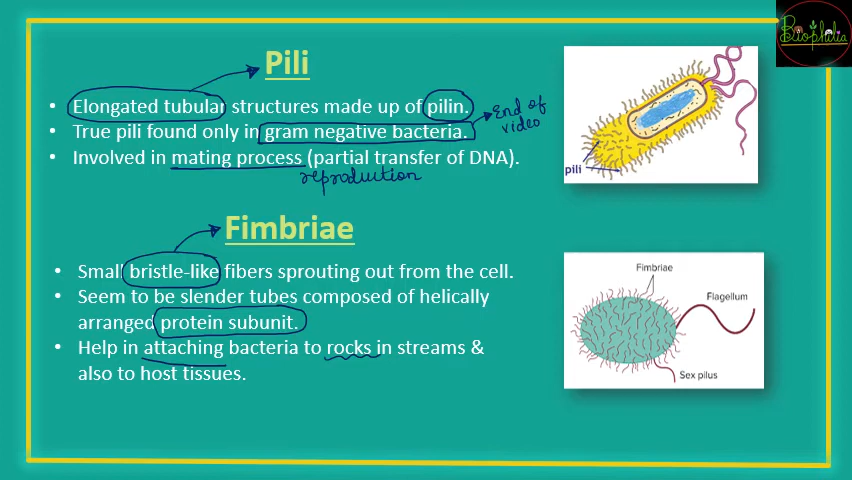 Biophilia
Pili
• Elongated tubular structures made up of pilin.
• True pili found only in gram negative bacteria.
End of
video
• Involved in mating process (partial transfer of DNA).
reproduction
pili
Fimbriae
• Small bristle-like fibers sprouting out from the cell.
• Seem to be slender tubes composed of helically
arranged protein subunit.
• Help in attaching bacteria to rocks in streams &
also to host tissues.
Fimbriae
Flagellum
Sex pilus